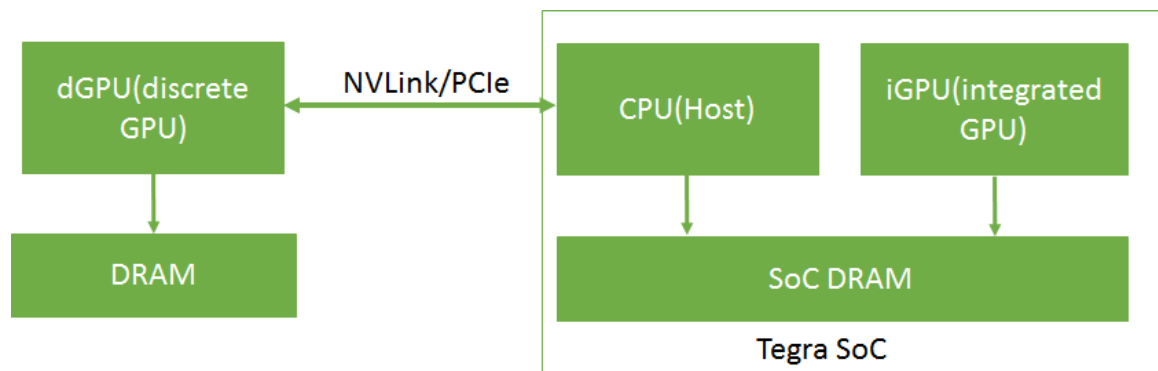 dGPU(discrete
GPU)
NVLink/PCIe
CPU(Host)
iGPU(integrated
GPU)
DRAM
SoC DRAM
Tegra SoC